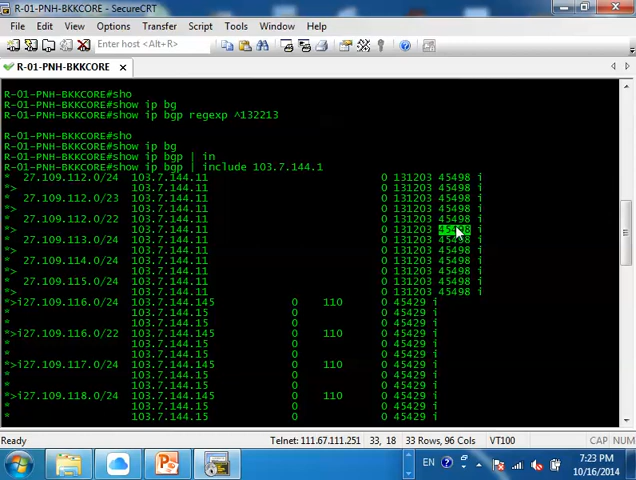 R-01-PNH-BKKCORE - SecureCRT
File Edit View Options Transfer Script Tools Window Help
Enter host <Alt+R>
R-01-PNH-BKKCORE
R-01-PNH-BKKCORE#sho
R-01-PNH-BKKCORE#show ip bg
R-01-PNH-BKKCORE#show ip bgp regexp ^132213
R-01-PNH-BKKCORE#sho
R-01-PNH-BKKCORE#show ip bg
R-01-PNH-BKKCORE#show ip bgp | in
R-01-PNH-BKKCORE#show ip bgp | include 103.7.144.1
* 27.109.112.0/24 103.7.144.11 0 131203 45498 i
*> 103.7.144.11 0 131203 45498 i
* 27.109.112.0/23 103.7.144.11 0 131203 45498 i
*> 103.7.144.11 0 131203 45498 i
* 27.109.112.0/22 103.7.144.11 0 131203 45498 i
*> 103.7.144.11 0 131203 45498 i
* 27.109.113.0/24 103.7.144.11 0 131203 45498 i
*> 103.7.144.11 0 131203 45498 i
* 27.109.114.0/24 103.7.144.11 0 131203 45498 i
*> 103.7.144.11 0 131203 45498 i
* 27.109.115.0/24 103.7.144.11 0 131203 45498 i
*> 103.7.144.11 0 131203 45498 i
*>i27.109.116.0/24 103.7.144.145 0 110 0 45429 i
* 103.7.144.15 0 0 45429 i
* 103.7.144.15 0 0 45429 i
*>i27.109.116.0/22 103.7.144.145 0 110 0 45429 i
* 103.7.144.15 0 0 45429 i
* 103.7.144.15 0 0 45429 i
*>i27.109.117.0/24 103.7.144.145 0 110 0 45429 i
* 103.7.144.15 0 0 45429 i
* 103.7.144.15 0 0 45429 i
*>i27.109.118.0/24 103.7.144.145 0 110 0 45429 i
* 103.7.144.15 0 0 45429 i
* 103.7.144.15 0 0 45429 i
Ready Telnet: 111.67.111.251 33, 18 33 Rows, 96 Cols VT100 CAP NUM
EN 7:23 PM
10/16/2014